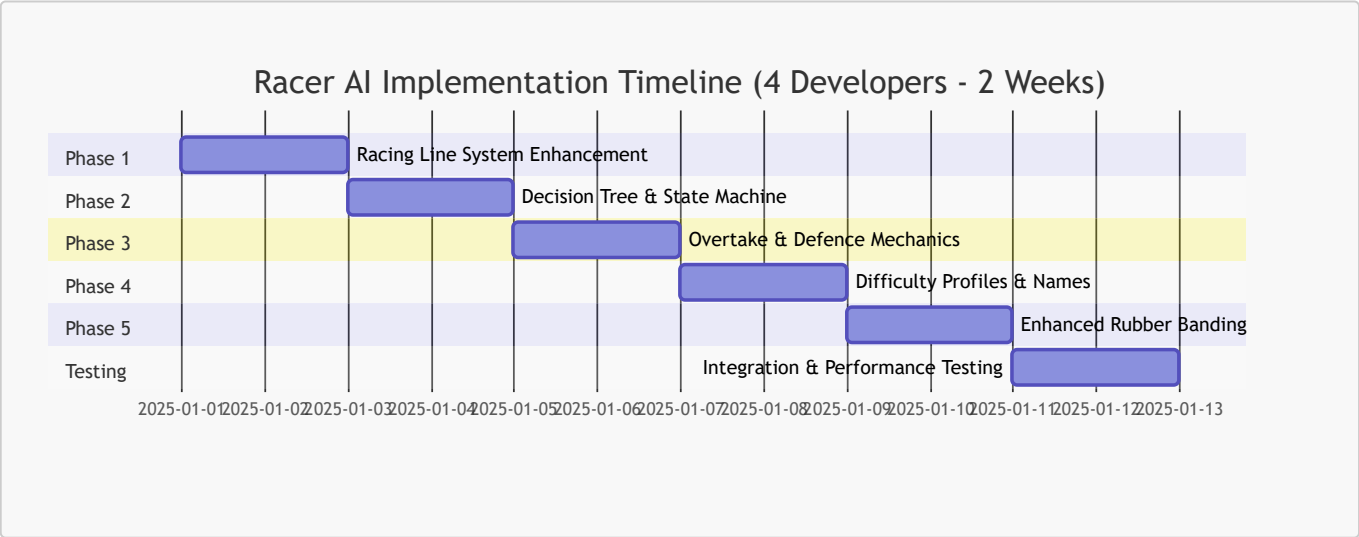 Racer AI Implementation Timeline (4 Developers - 2 Weeks)
Phase 1
Racing Line System Enhancement
Phase 2
Decision Tree & State Machine
Phase 3
Overtake & Defence Mechanics
Phase 4
Difficulty Profiles & Names
Phase 5
Enhanced Rubber Banding
Testing
Integration & Performance Testing
2025-01-01 2025-01-02 2025-01-03 2025-01-04 2025-01-05 2025-01-06 2025-01-07 2025-01-08 2025-01-09 2025-01-10 2025-01-11 2025-01-12 2025-01-13